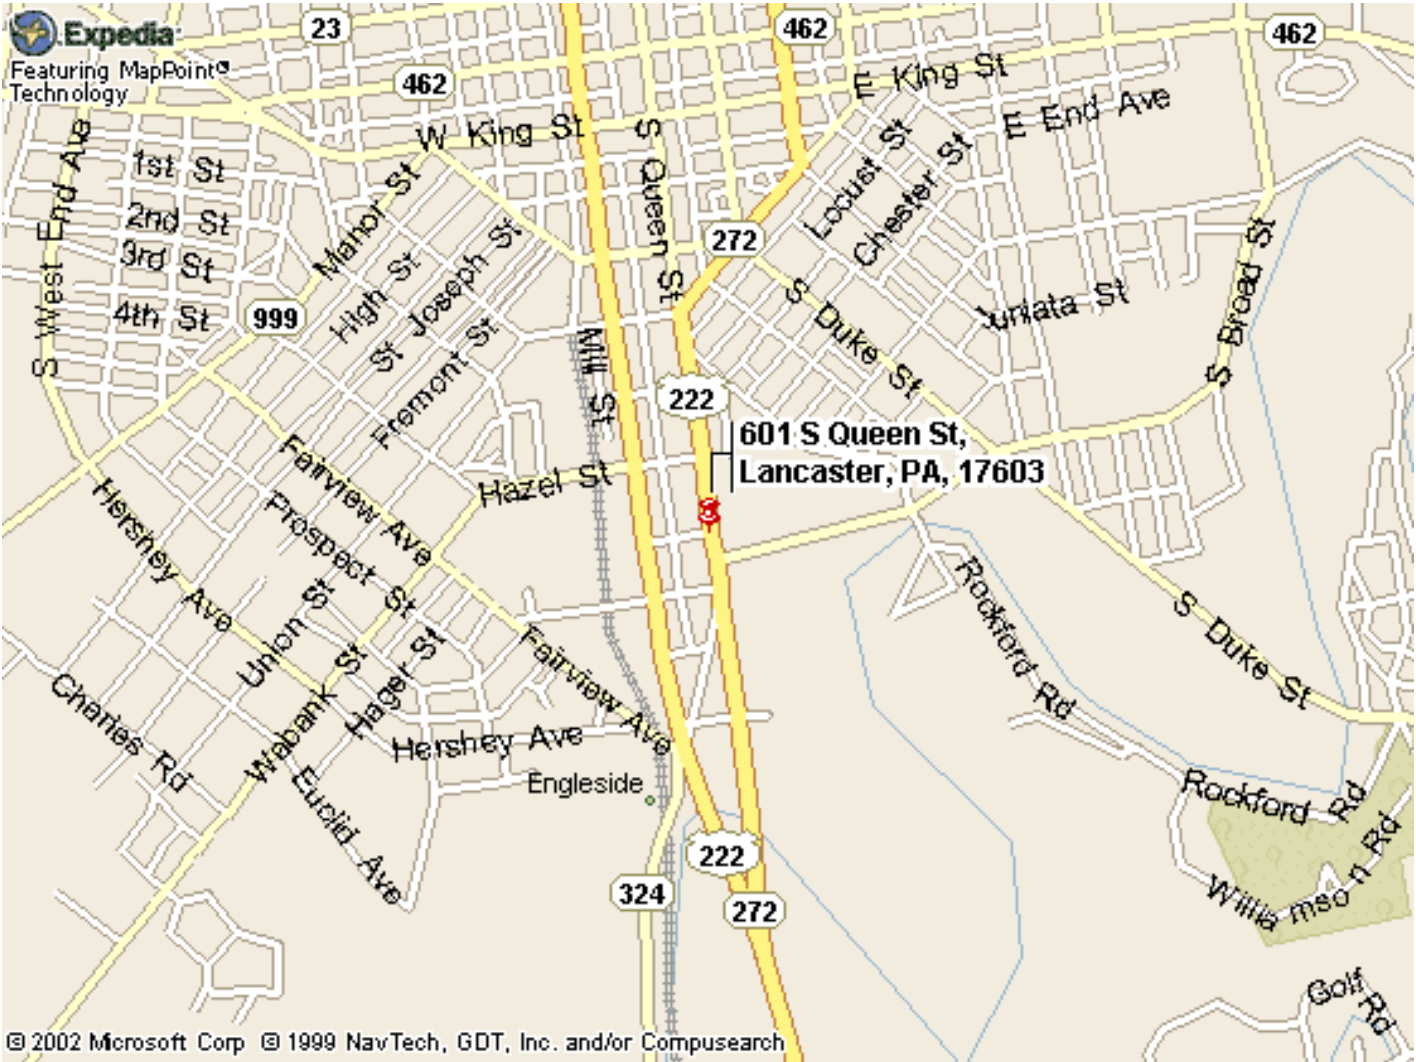 Expedia
Featuring MapPoint®
Technology
23
462
462
462
E King St
W King St
S Queen St
E End Ave
Locust St
Chester St
1st St
2nd St
3rd St
4th St
S West End Ave
Manor St
High St
St Joseph St
Fremont St
999
272
S Duke St
Juniata St
S Broad St
Mill St
222
601 S Queen St,
Lancaster, PA, 17603
Hazel St
Fairview Ave
Hershey Ave
Prospect St
Union St
Wabank St
Hager St
Fairview Ave
Charles Rd
Hershey Ave
Euclid Ave
Engleside
Rockford Rd
S Duke St
Rockford Rd
Williamson Rd
222
324
272
Golf Rd
© 2002 Microsoft Corp © 1999 NavTech, GDT, Inc. and/or Compusearch